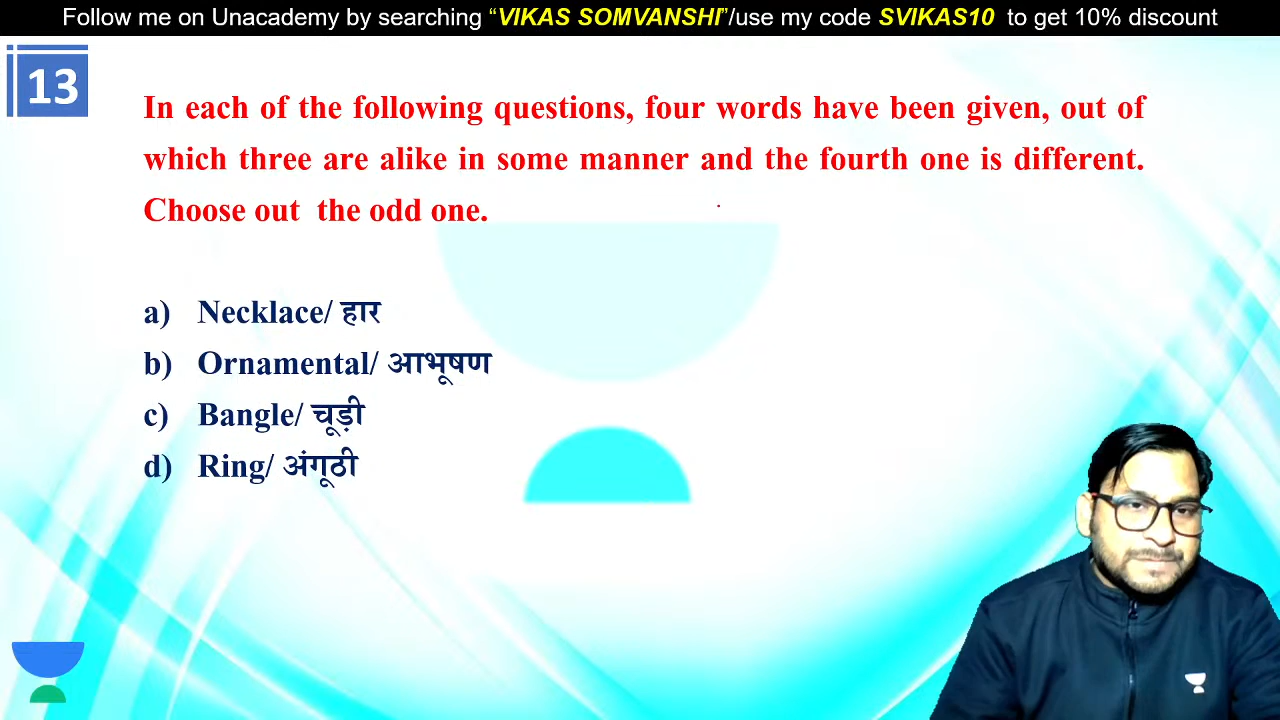 Follow me on Unacademy by searching “VIKAS SOMVANSHI”/use my code SVIKAS10 to get 10% discount
13
In each of the following questions, four words have been given, out of
which three are alike in some manner and the fourth one is different.
Choose out the odd one.
a) Necklace/ हार
b) Ornamental/ आभूषण
c) Bangle/ चूड़ी
d) Ring/ अंगूठी